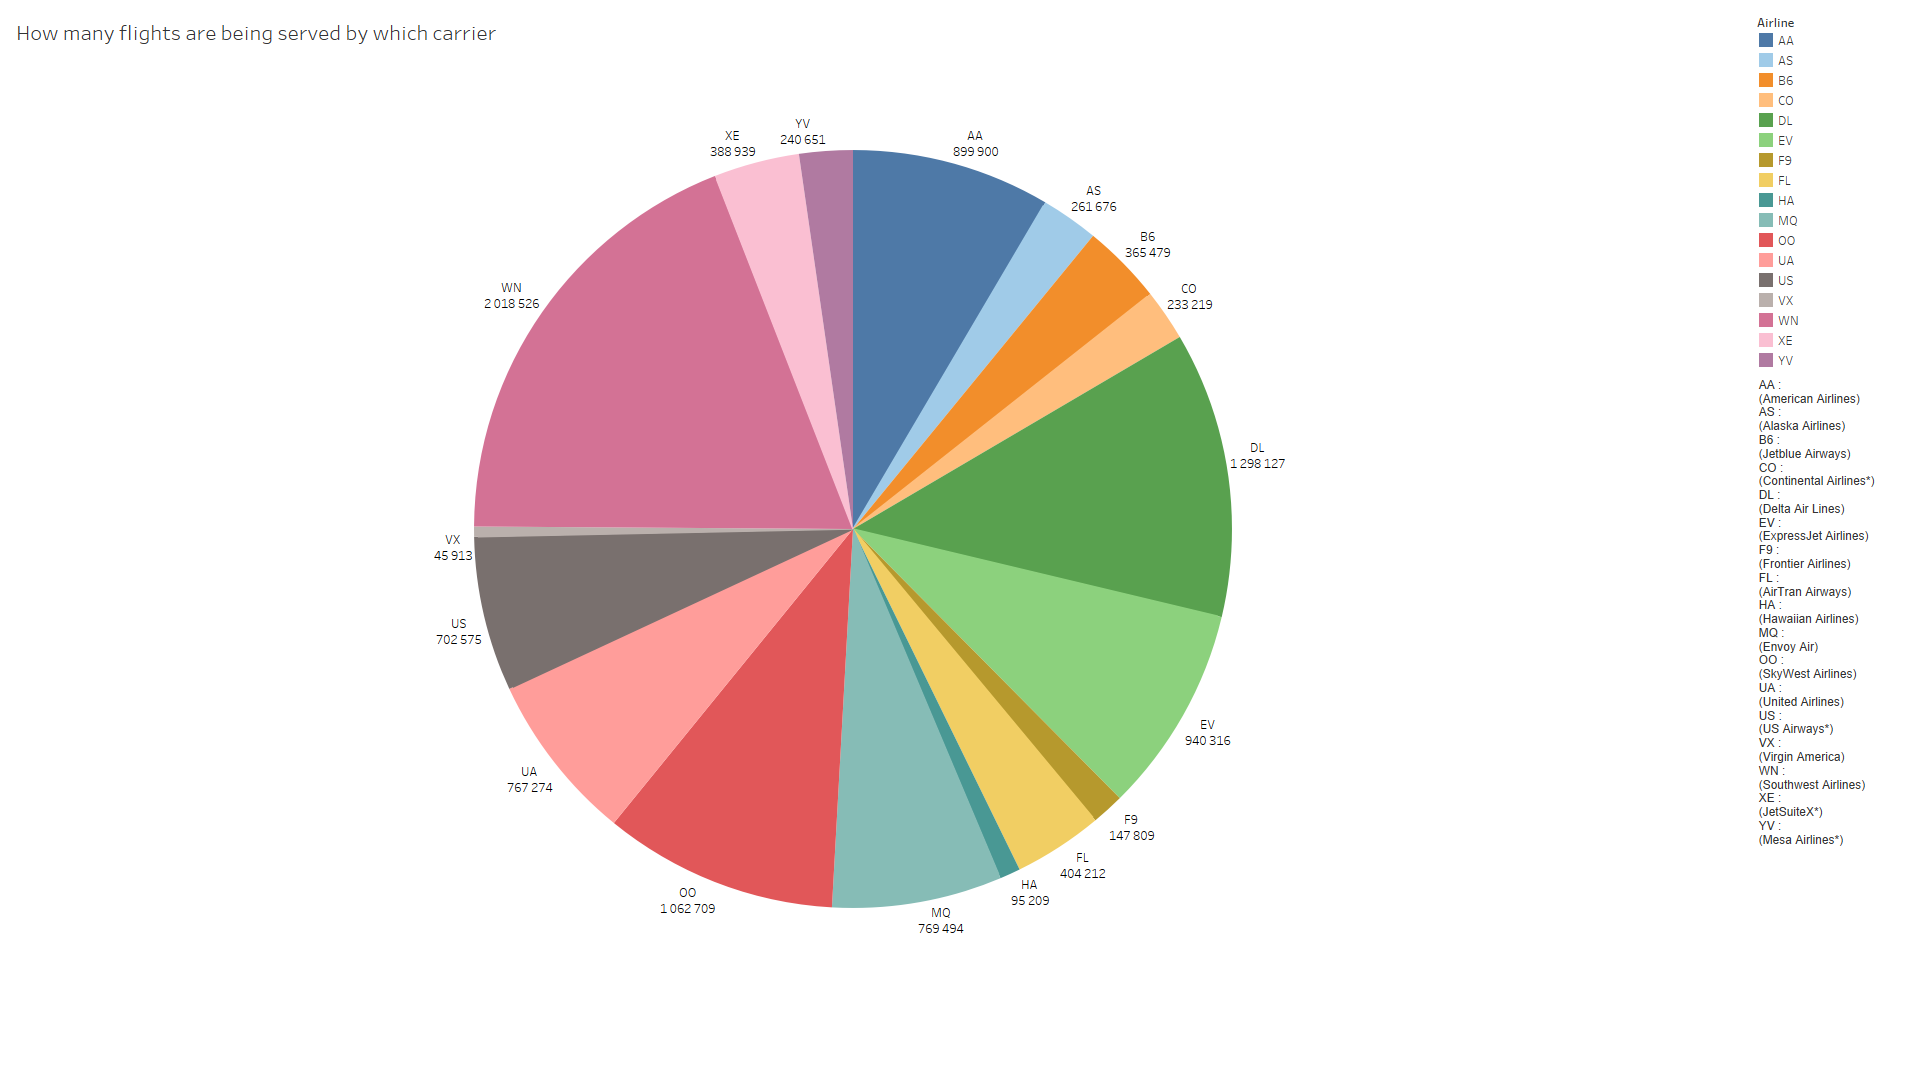 How many flights are being served by which carrier
YV
240 651
XE
388 939
AA
899 900
AS
261 676
B6
365 479
CO
233 219
WN
2 018 526
DL
1 298 127
VX
45 913
US
702 575
EV
940 316
UA
767 274
F9
147 809
FL
404 212
HA
95 209
OO
1 062 709
MQ
769 494
Airline
AA
AS
B6
CO
DL
EV
F9
FL
HA
MQ
OO
UA
US
VX
WN
XE
YV
AA :
(American Airlines)
AS :
(Alaska Airlines)
B6 :
(Jetblue Airways)
CO :
(Continental Airlines*)
DL :
(Delta Air Lines)
EV :
(ExpressJet Airlines)
F9 :
(Frontier Airlines)
FL :
(AirTran Airways)
HA :
(Hawaiian Airlines)
MQ :
(Envoy Air)
OO :
(SkyWest Airlines)
UA :
(United Airlines)
US :
(US Airways*)
VX :
(Virgin America)
WN :
(Southwest Airlines)
XE :
(JetSuiteX*)
YV :
(Mesa Airlines*)